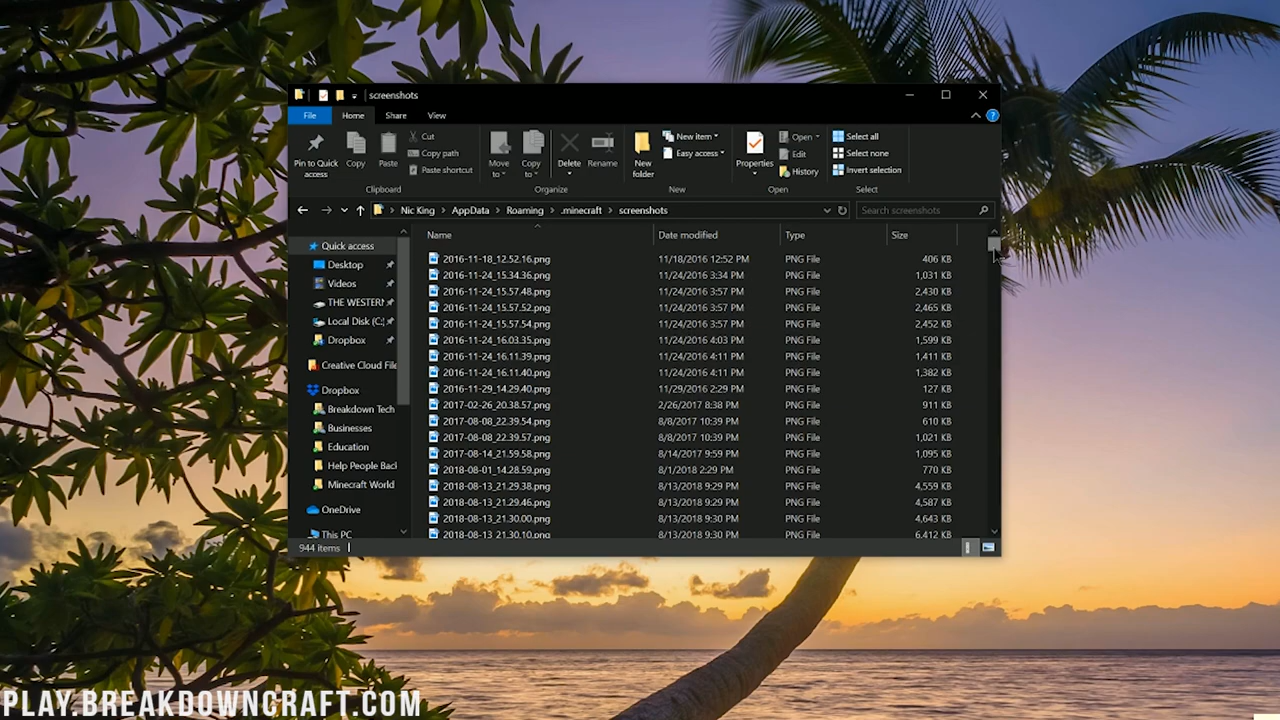 screenshots
File Home Share View
Pin to Quick access
Copy
Paste
Cut
Copy path
Paste shortcut
Clipboard
Move to
Copy to
Delete
Rename
Organize
New folder
New item
Easy access
New
Properties
Open
Edit
History
Open
Select all
Select none
Invert selection
Select
Nic King > AppData > Roaming > .minecraft > screenshots
Search screenshots
Quick access
Desktop
Videos
THE WESTERN
Local Disk (C:
Dropbox
Creative Cloud File
Dropbox
Breakdown Tech
Businesses
Education
Help People Back
Minecraft World
OneDrive
This PC
Name Date modified Type Size
2016-11-18_12.52.16.png 11/18/2016 12:52 PM PNG File 406 KB
2016-11-24_15.34.36.png 11/24/2016 3:34 PM PNG File 1,031 KB
2016-11-24_15.57.48.png 11/24/2016 3:57 PM PNG File 2,430 KB
2016-11-24_15.57.52.png 11/24/2016 3:57 PM PNG File 2,465 KB
2016-11-24_15.57.54.png 11/24/2016 3:57 PM PNG File 2,452 KB
2016-11-24_16.03.35.png 11/24/2016 4:03 PM PNG File 1,599 KB
2016-11-24_16.11.39.png 11/24/2016 4:11 PM PNG File 1,411 KB
2016-11-24_16.11.40.png 11/24/2016 4:11 PM PNG File 1,382 KB
2016-11-29_14.29.40.png 11/29/2016 2:29 PM PNG File 127 KB
2017-02-26_20.38.57.png 2/26/2017 8:38 PM PNG File 911 KB
2017-08-08_22.39.54.png 8/8/2017 10:39 PM PNG File 610 KB
2017-08-08_22.39.57.png 8/8/2017 10:39 PM PNG File 1,021 KB
2017-08-14_21.59.58.png 8/14/2017 9:59 PM PNG File 1,095 KB
2018-08-01_14.28.59.png 8/1/2018 2:29 PM PNG File 770 KB
2018-08-13_21.29.38.png 8/13/2018 9:29 PM PNG File 4,559 KB
2018-08-13_21.29.46.png 8/13/2018 9:29 PM PNG File 4,587 KB
2018-08-13_21.30.00.png 8/13/2018 9:30 PM PNG File 4,643 KB
2018-08-13_21.30.10.png 8/13/2018 9:30 PM PNG File 6,412 KB
944 items
PLAY.BREAKDOWNCRAFT.COM